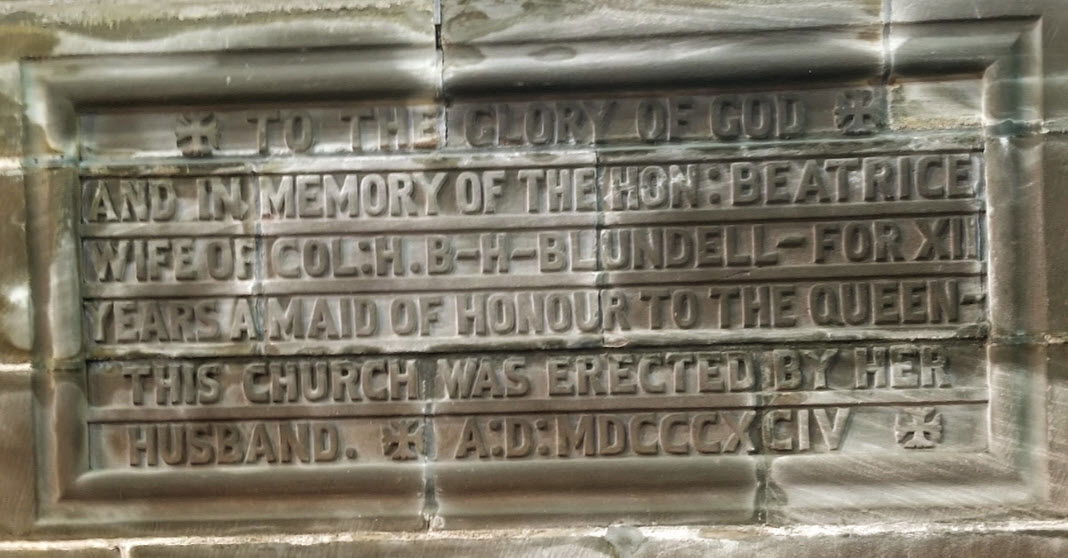 ✠ TO THE GLORY OF GOD ✠
AND IN MEMORY OF THE HON: BEATRICE
WIFE OF COL:H.B-H-BLUNDELL-FOR XII
YEARS A MAID OF HONOUR TO THE QUEEN-
THIS CHURCH WAS ERECTED BY HER
HUSBAND. ✠ A:D:MDCCCXCIV ✠